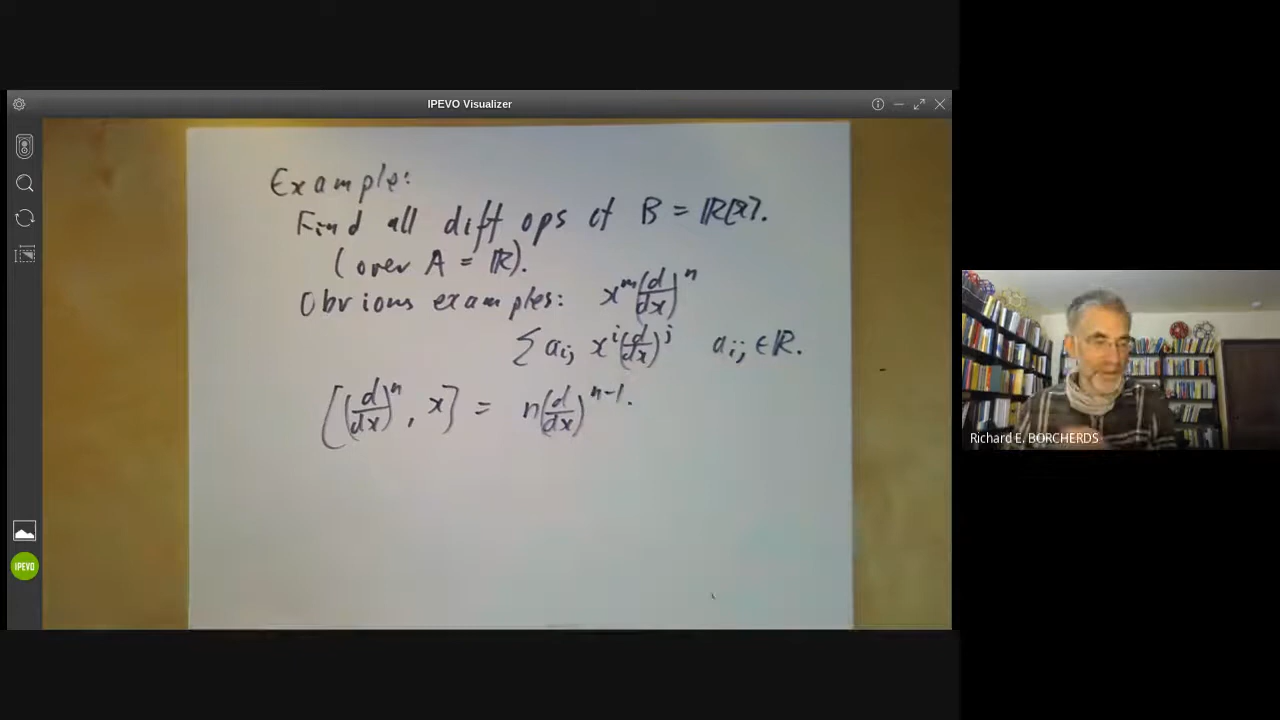 IPEVO Visualizer
Example:
Find all diff ops of B = ℝ[x].
(over A = ℝ).
Obvious examples: x^m (d/dx)^n
Σ a_ij x^i (d/dx)^j a_ij ∈ ℝ.
[(d/dx)^n, x] = n(d/dx)^{n-1}.
Richard E. BORCHERDS
IPEVO